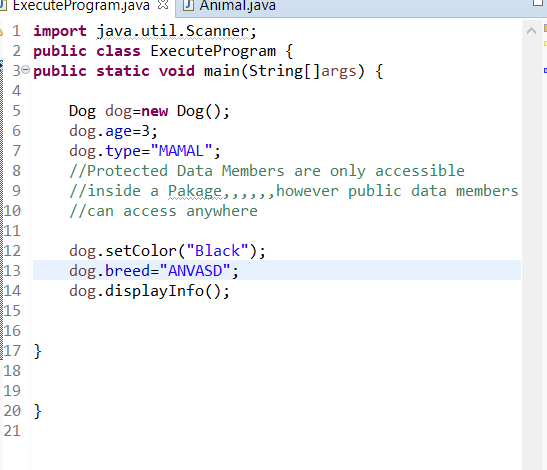 ExecuteProgram.java Animal.java
1 import java.util.Scanner;
2 public class ExecuteProgram {
3 public static void main(String[]args) {
4
5 Dog dog=new Dog();
6 dog.age=3;
7 dog.type="MAMAL";
8 //Protected Data Members are only accessible
9 //inside a Pakage,,,,,,however public data members
10 //can access anywhere
11
12 dog.setColor("Black");
13 dog.breed="ANVASD";
14 dog.displayInfo();
15
16
17 }
18
19
20 }
21